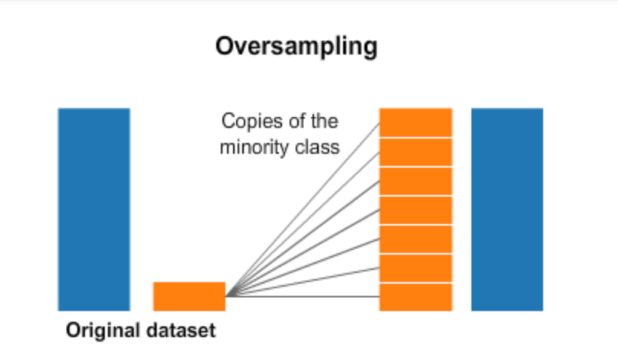 Oversampling
Copies of the
minority class
Original dataset